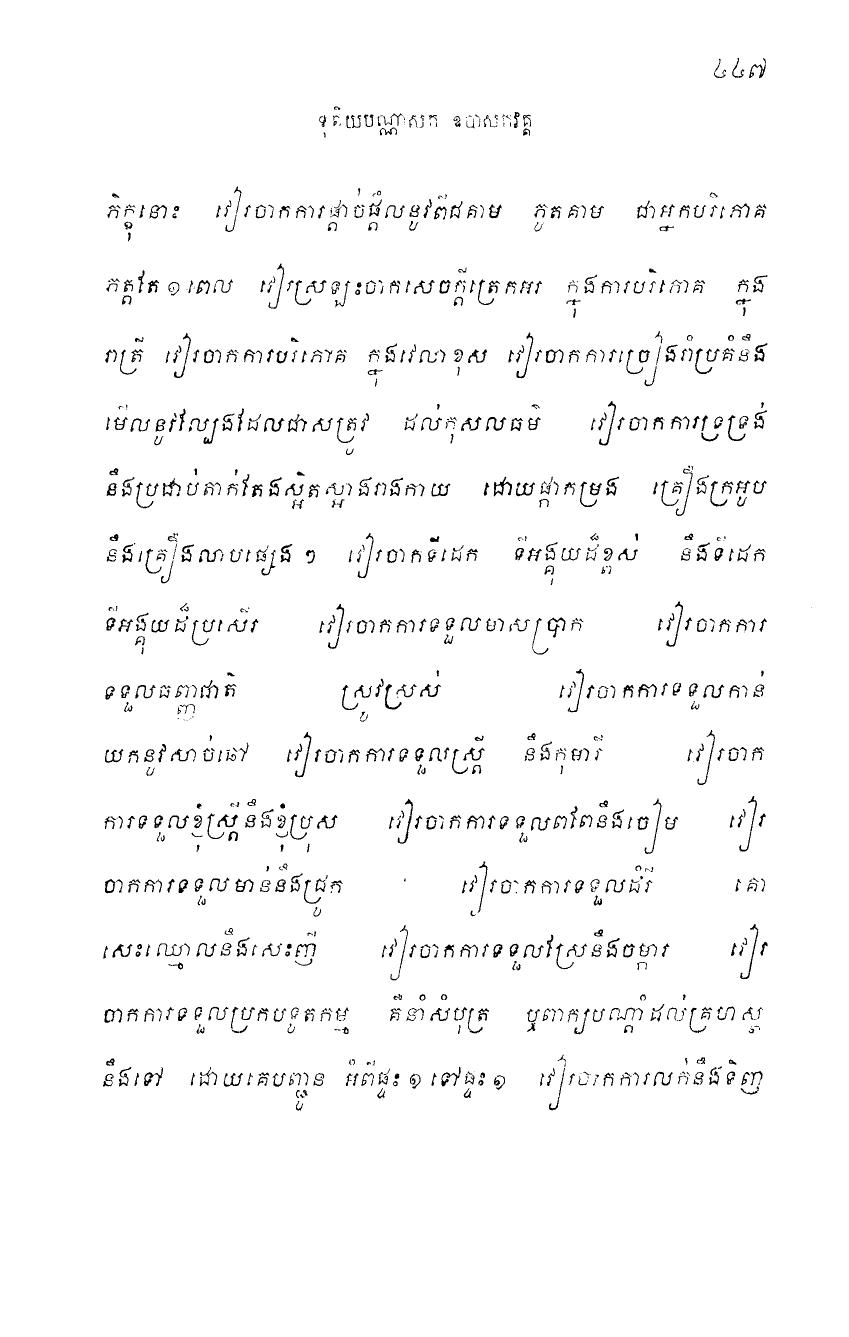 ៤៤៧
ទុតិយបណ្ណាសក ឧបាសកវគ្គ
ភិក្ខុនោះ វៀរចាកការផ្តាច់ផ្តិលនូវពីជគាម ភូតគាម ជាអ្នកបរិភោគ
ភត្តតែ ១ ពេល វៀរស្រឡះចាកសេចក្តីត្រេកអរ ក្នុងការបរិភោគ ក្នុង
រាត្រី វៀរចាកការបរិភោគ ក្នុងវេលាខុស វៀរចាកការច្រៀងរាំប្រគំនឹង
មើលនូវល្បែងដែលជាសត្រូវ ដល់កុសលធម៌ វៀរចាកការទ្រទ្រង់
នឹងប្រដាប់តាក់តែងស្អិតស្អាងរាងកាយ ដោយផ្កាកម្រង គ្រឿងក្រអូប
នឹងគ្រឿងលាបផ្សេង ៗ វៀរចាកទីដេក ទីអង្គុយដ៏ខ្ពស់ នឹងទីដេក
ទីអង្គុយដ៏ប្រសើរ វៀរចាកការទទួលមាសប្រាក វៀរចាកការ
ទទួលធញ្ញជាតិ ស្រូវស្រស់ វៀរចាកការទទួលកាន់
យកនូវសាច់ឆៅ វៀរចាកការទទួលស្ត្រី នឹងកុមារី វៀរចាក
ការទទួលខ្ញុំស្ត្រីនឹងខ្ញុំប្រុស វៀរចាកការទទួលពពែនឹងចៀម វៀរ
ចាកការទទួលមាន់នឹងជ្រូក វៀរចាកការទទួលដំរី គោ
សេះឈ្មោលនឹងសេះញី វៀរចាកការទទួលស្រែនឹងចម្ការ វៀរ
ចាកការទទួលប្រកបទូតកម្ម គឺនាំសំបុត្រ ឬពាក្យបណ្តាំដល់គ្រហស្ថ
នឹងទៅ ដោយគេបញ្ជូន អំពីផ្ទះ ១ ទៅផ្ទះ ១ វៀរចាកការលក់នឹងទិញ